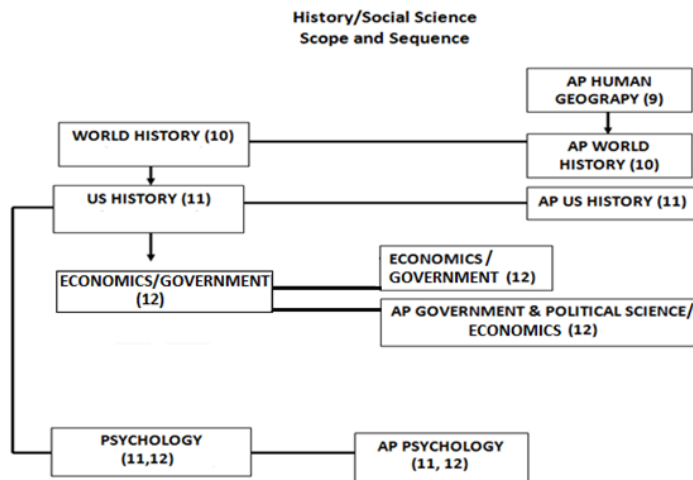 History/Social Science
Scope and Sequence
AP HUMAN
GEOGRAPY (9)
WORLD HISTORY (10)
AP WORLD
HISTORY (10)
US HISTORY (11)
AP US HISTORY (11)
ECONOMICS/GOVERNMENT
(12)
ECONOMICS /
GOVERNMENT (12)
AP GOVERNMENT & POLITICAL SCIENCE/
ECONOMICS (12)
PSYCHOLOGY
(11,12)
AP PSYCHOLOGY
(11, 12)